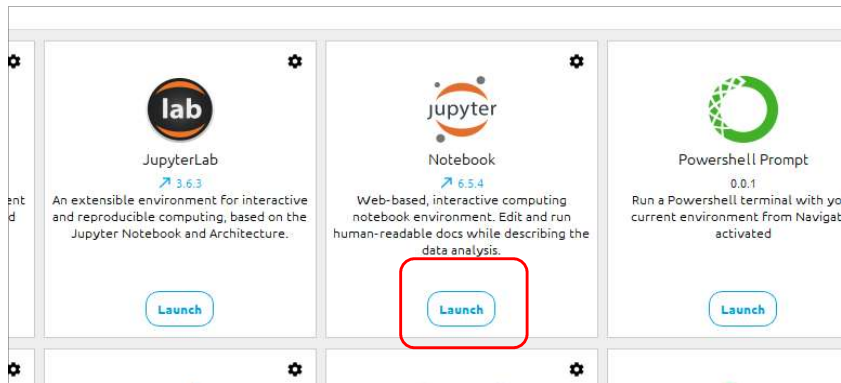 lab
JupyterLab
3.6.3
An extensible environment for interactive
and reproducible computing, based on the
Jupyter Notebook and Architecture.
Launch
jupyter
Notebook
6.5.4
Web-based, interactive computing
notebook environment. Edit and run
human-readable docs while describing the
data analysis.
Launch
Powershell Prompt
0.0.1
Run a Powershell terminal with yo
current environment from Navigat
activated
Launch